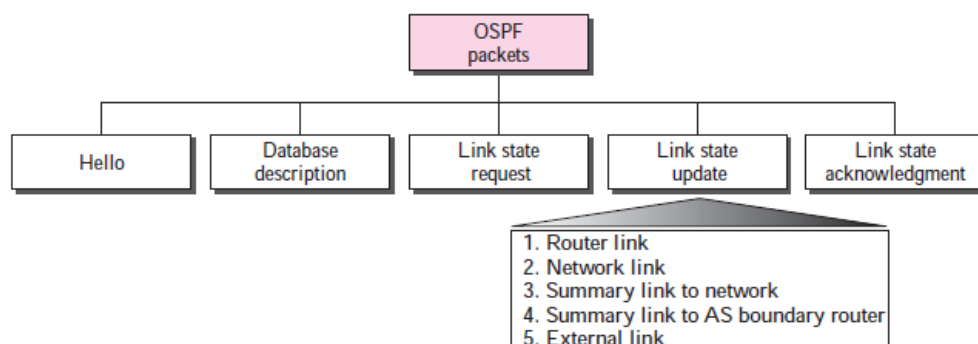 OSPF
packets
Hello
Database
description
Link state
request
Link state
update
Link state
acknowledgment
1. Router link
2. Network link
3. Summary link to network
4. Summary link to AS boundary router
5. External link